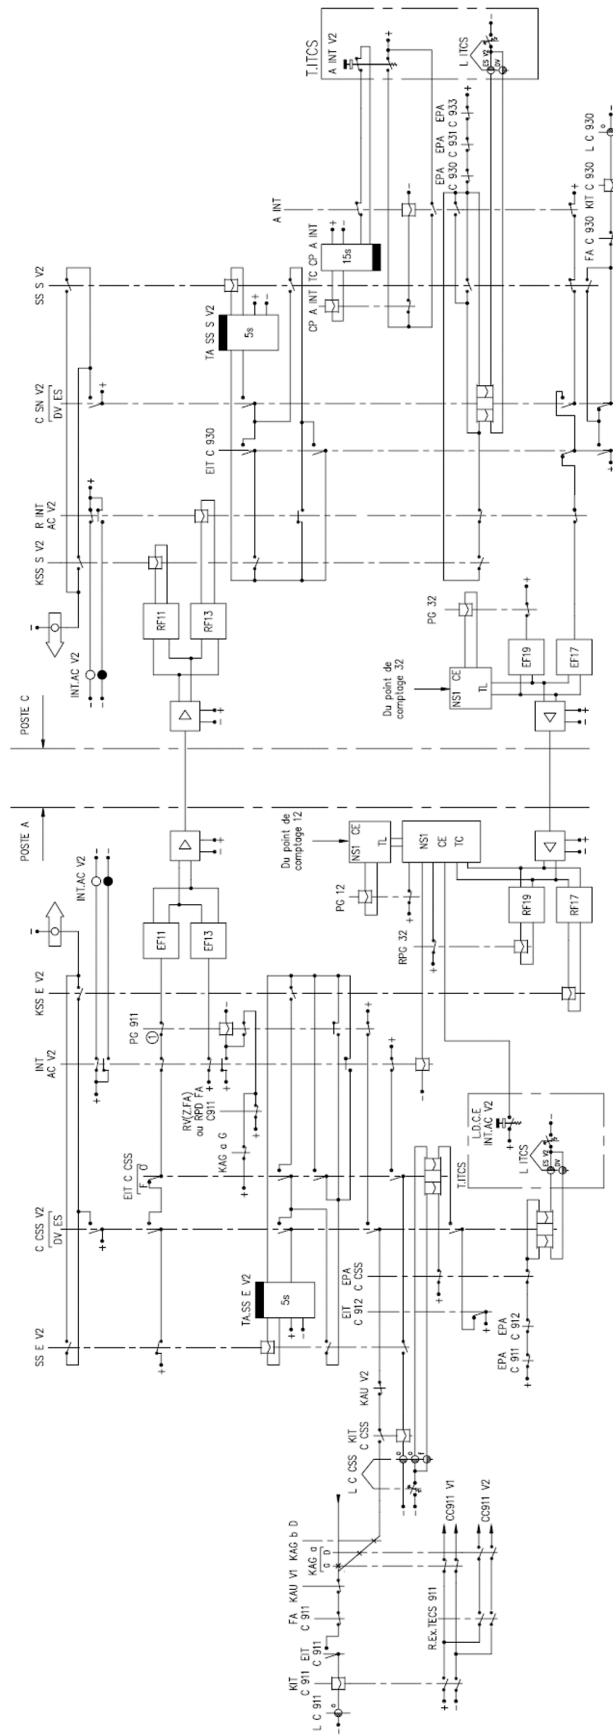 T.ITCS
A INT V2
L ITCS
ES V2
DV
EPA
C 930
EPA
C 931
EPA
C 933
A INT
FA C 930
KIT C 930
L C 930
SS S V2
TA SS S V2
5s
CP A INT
TC CP A INT
15s
C SN V2
DV ES
EIT C 930
R INT
AC V2
KSS S V2
INT.AC V2
RF11
RF13
PG 32
NS1
CE
TL
EF19
EF17
Du point de
comptage 32
POSTE C
POSTE A
Du point de
comptage 12
INT.AC V2
EF11
EF13
NS1
CE
TL
NS1
CE
TC
PG 12
RPG 32
RF19
RF17
KSS E V2
PG 911
1
INT
AC V2
RV(Z.FA)
ou RPD FA
C911
KAG a G
EIT C CSS
F
O
C CSS V2
DV ES
T.ITCS
I.D.C.E
INT.AC V2
L ITCS
ES V2
DV
TA.SS E V2
5s
EPA
C CSS
EIT
C 912
SS E V2
EPA
C 911
EPA
C 912
KAU V2
KIT
C CSS
L C CSS
o
o
f
KAG b D
KAG a
G D
KAU V1
FA
C 911
EIT
C 911
KIT
C 911
L C 911
o
R.Ex.TECS 911
CC911 V1
CC911 V2